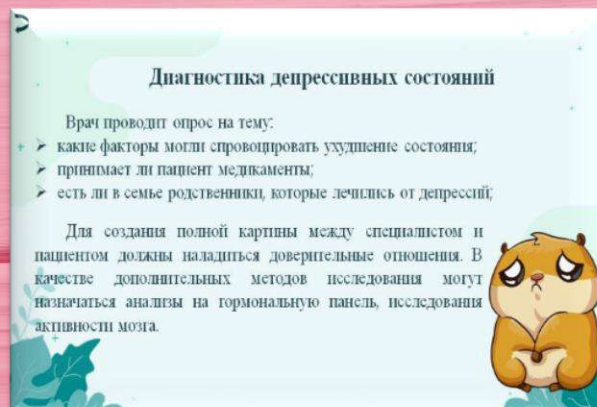 Диагностика депрессивных состояний
Врач проводит опрос на тему:
какие факторы могли спровоцировать ухудшение состояния;
принимает ли пациент медикаменты;
есть ли в семье родственники, которые лечились от депрессий;
Для создания полной картины между специалистом и
пациентом должны наладиться доверительные отношения. В
качестве дополнительных методов исследования могут
назначаться анализы на гормональную панель, исследования
активности мозга.